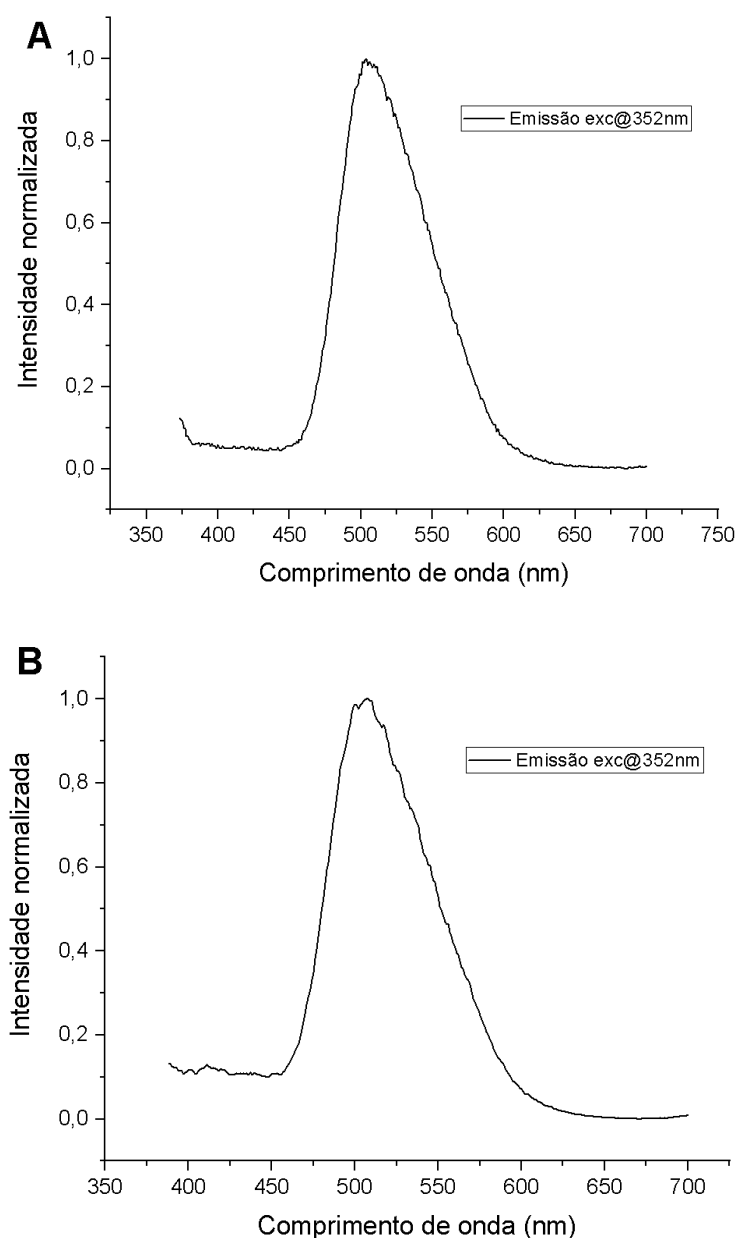 A
Intensidade normalizada
1,0
0,8
0,6
0,4
0,2
0,0
Emissão exc@352nm
350 400 450 500 550 600 650 700 750
Comprimento de onda (nm)
B
Intensidade normalizada
1,0
0,8
0,6
0,4
0,2
0,0
Emissão exc@352nm
350 400 450 500 550 600 650 700
Comprimento de onda (nm)